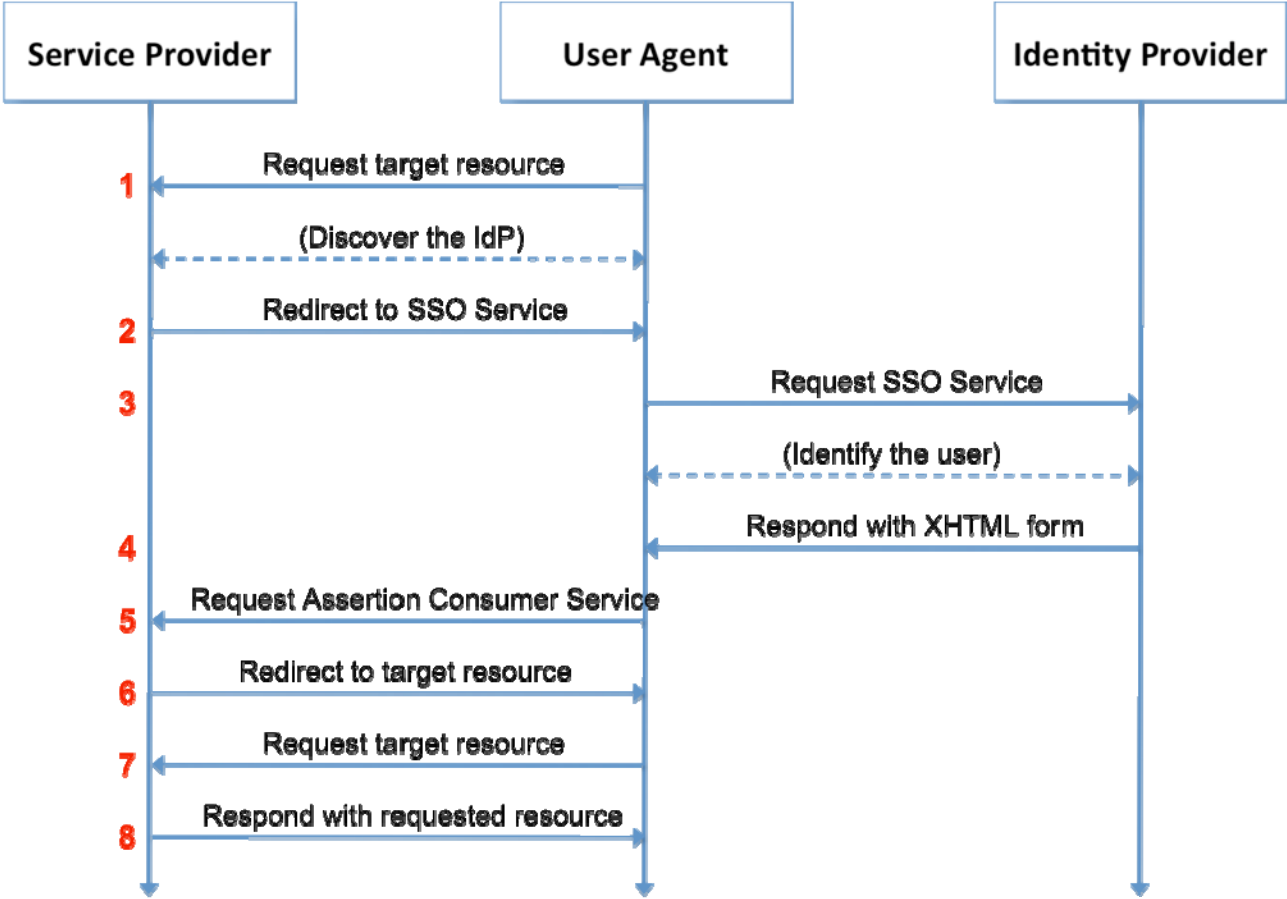 Service Provider
User Agent
Identity Provider
Request target resource
1
(Discover the IdP)
Redirect to SSO Service
2
Request SSO Service
3
(Identify the user)
Respond with XHTML form
4
Request Assertion Consumer Service
5
Redirect to target resource
6
Request target resource
7
Respond with requested resource
8